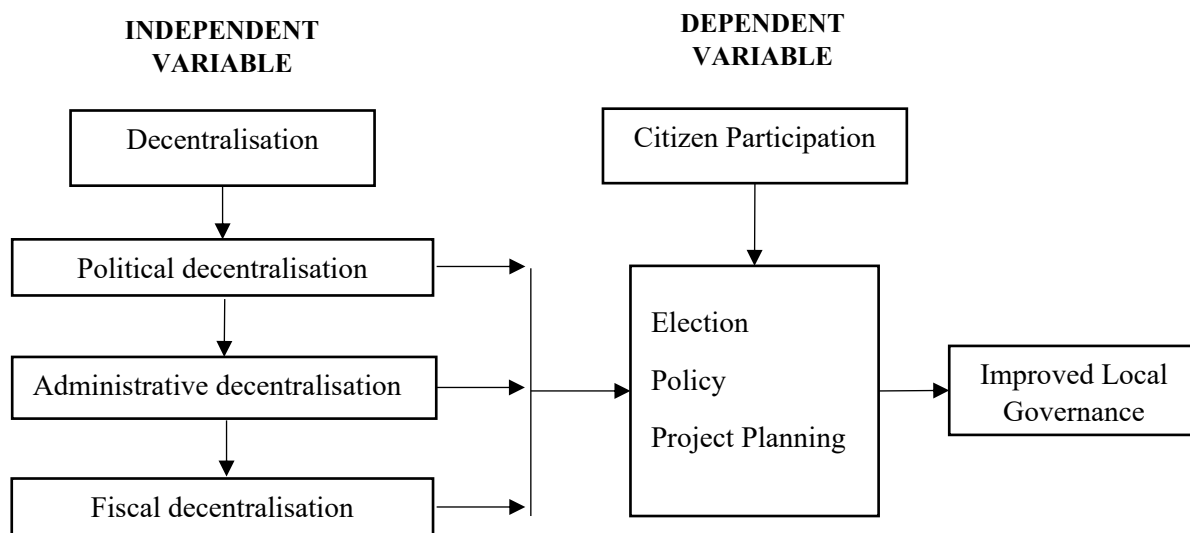 INDEPENDENT
VARIABLE
DEPENDENT
VARIABLE
Decentralisation
Citizen Participation
Political decentralisation
Administrative decentralisation
Fiscal decentralisation
Election
Policy
Project Planning
Improved Local
Governance